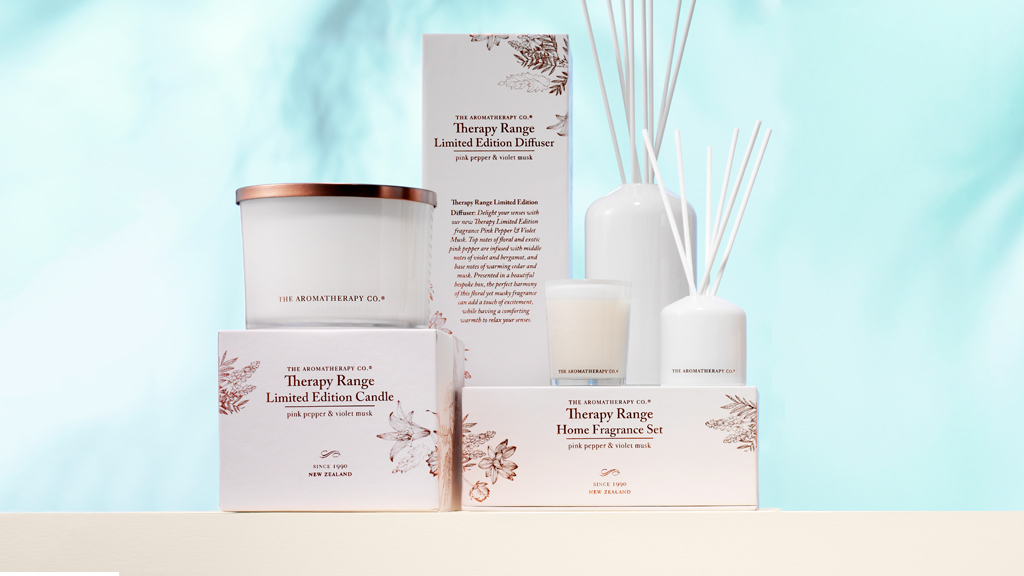 THE AROMATHERAPY CO.®
Therapy Range
Limited Edition Diffuser
pink pepper & violet musk
Therapy Range Limited Edition
Diffuser: Delight your senses with
our new Therapy Limited Edition
fragrance Pink Pepper & Violet
Musk. Top notes of floral and exotic
pink pepper are infused with middle
notes of violet and bergamot, and
base notes of warming cedar and
musk. Presented in a beautiful
bespoke box, the perfect harmony
of this floral yet musky fragrance
can add a touch of excitement,
while having a comforting
warmth to relax your senses.
THE AROMATHERAPY CO.®
THE AROMATHERAPY CO.®
Therapy Range
Limited Edition Candle
pink pepper & violet musk
SINCE 1990
NEW ZEALAND
THE AROMATHERAPY CO.®
THE AROMATHERAPY CO.®
THE AROMATHERAPY CO.®
Therapy Range
Home Fragrance Set
pink pepper & violet musk
SINCE 1990
NEW ZEALAND